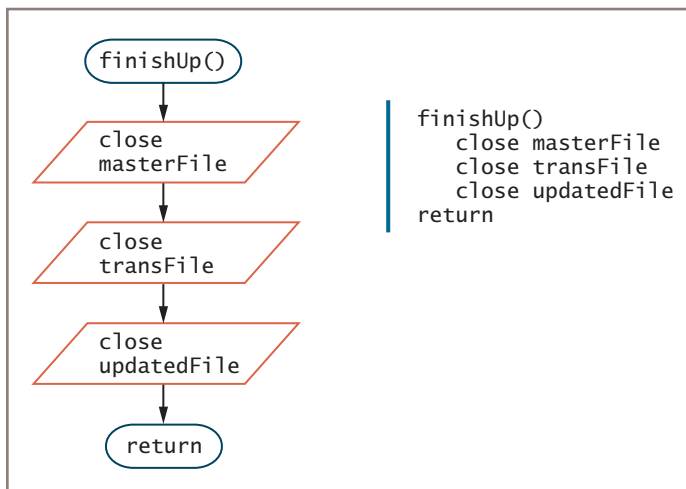 finishUp()
close
masterFile
close
transFile
close
updatedFile
return
finishUp()
close masterFile
close transFile
close updatedFile
return